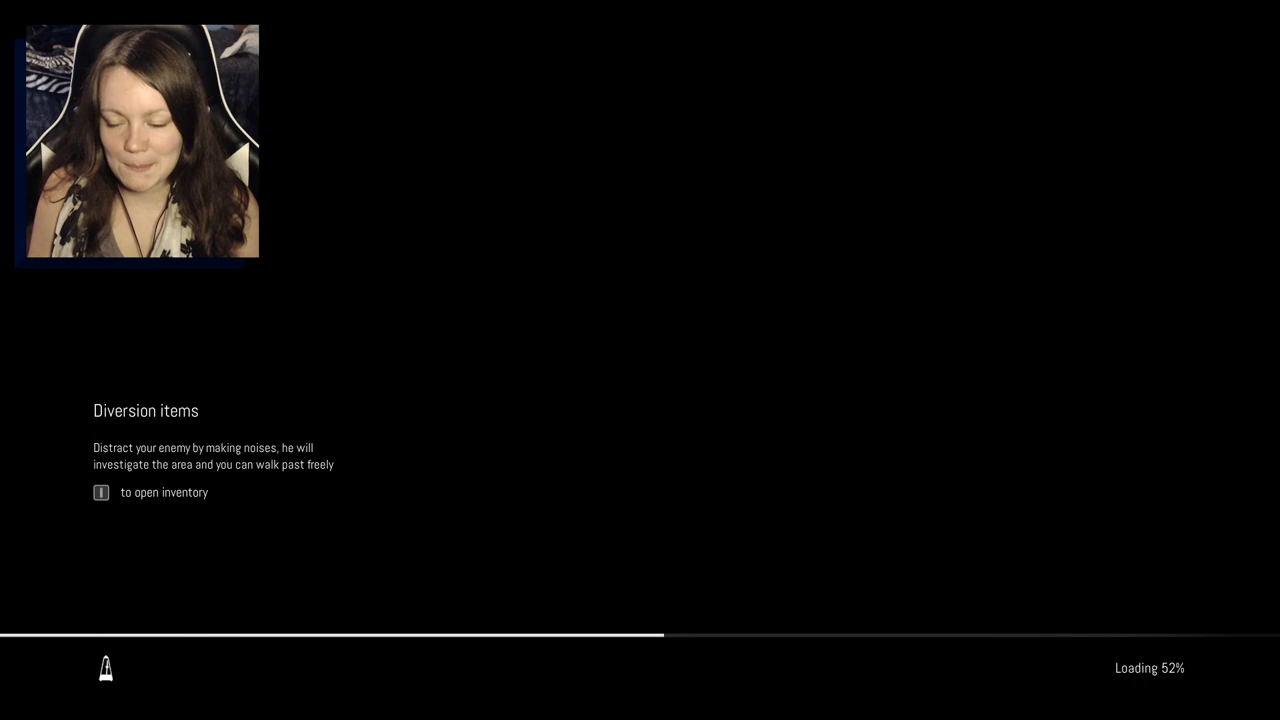 Diversion items
Distract your enemy by making noises, he will
investigate the area and you can walk past freely
I to open inventory
Loading 52%